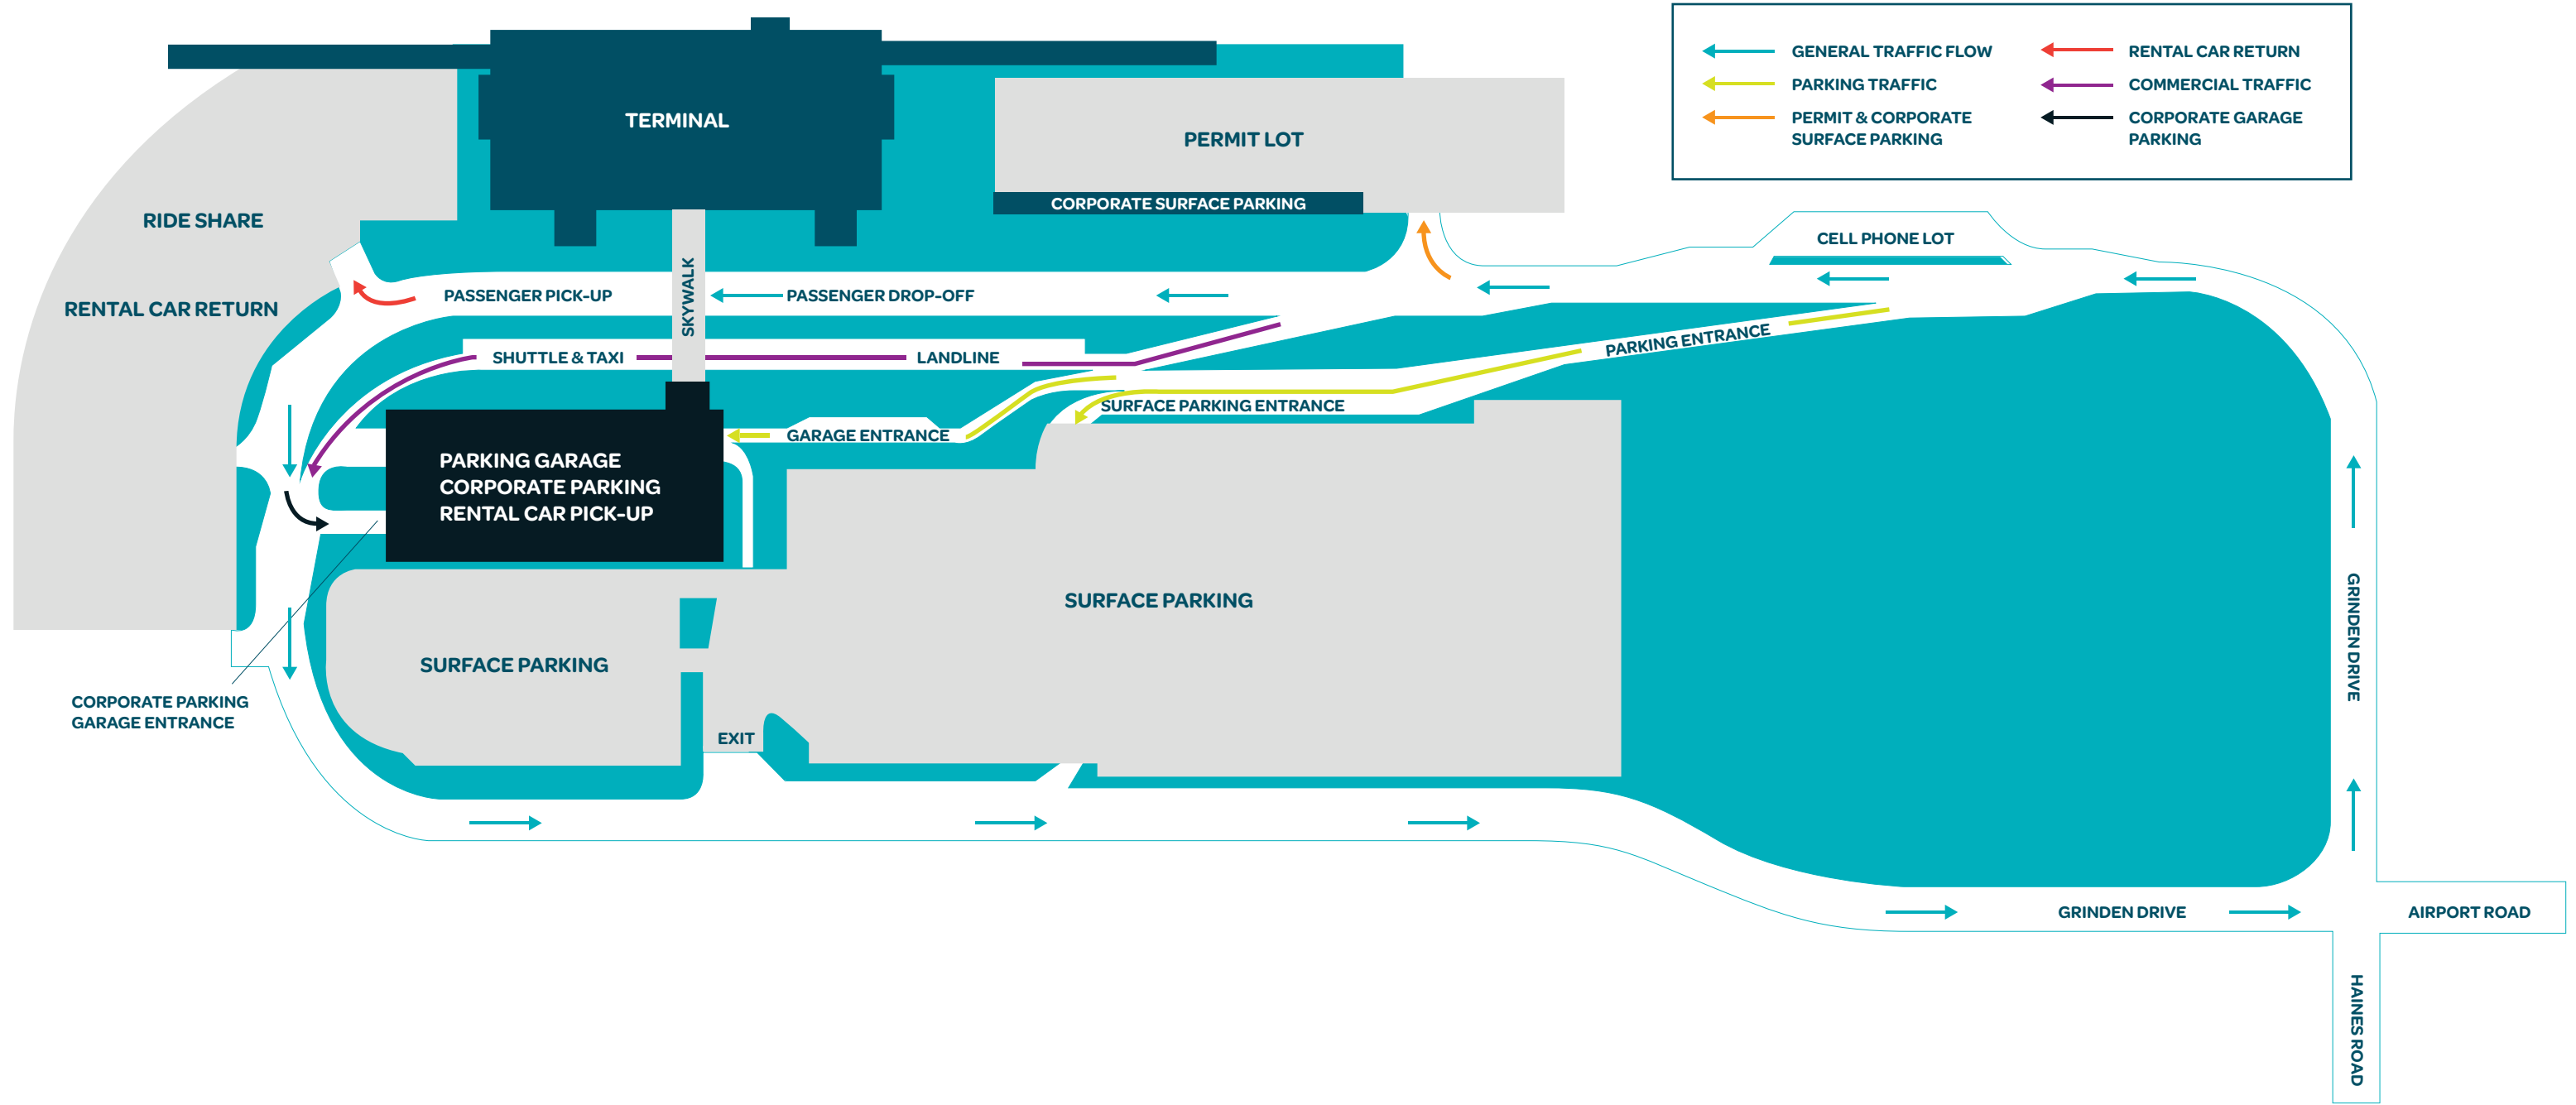 GENERAL TRAFFIC FLOW
PARKING TRAFFIC
PERMIT & CORPORATE
SURFACE PARKING
RENTAL CAR RETURN
COMMERCIAL TRAFFIC
CORPORATE GARAGE
PARKING
TERMINAL
PERMIT LOT
CORPORATE SURFACE PARKING
RIDE SHARE
CELL PHONE LOT
RENTAL CAR RETURN
PASSENGER PICK-UP
SKYWALK
PASSENGER DROP-OFF
PARKING ENTRANCE
SHUTTLE & TAXI
LANDLINE
SURFACE PARKING ENTRANCE
GARAGE ENTRANCE
PARKING GARAGE
CORPORATE PARKING
RENTAL CAR PICK-UP
SURFACE PARKING
GRINDEN DRIVE
SURFACE PARKING
CORPORATE PARKING
GARAGE ENTRANCE
EXIT
GRINDEN DRIVE
AIRPORT ROAD
HAINES ROAD